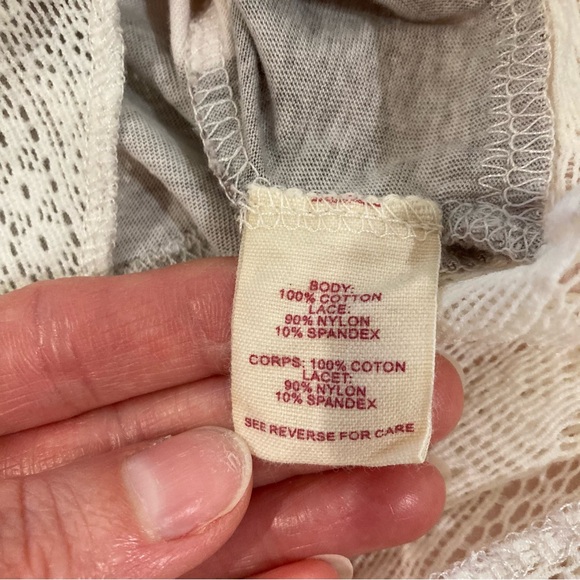 BODY:
100% COTTON
LACE:
90% NYLON
10% SPANDEX
CORPS: 100% COTON
LACET:
90% NYLON
10% SPANDEX
SEE REVERSE FOR CARE